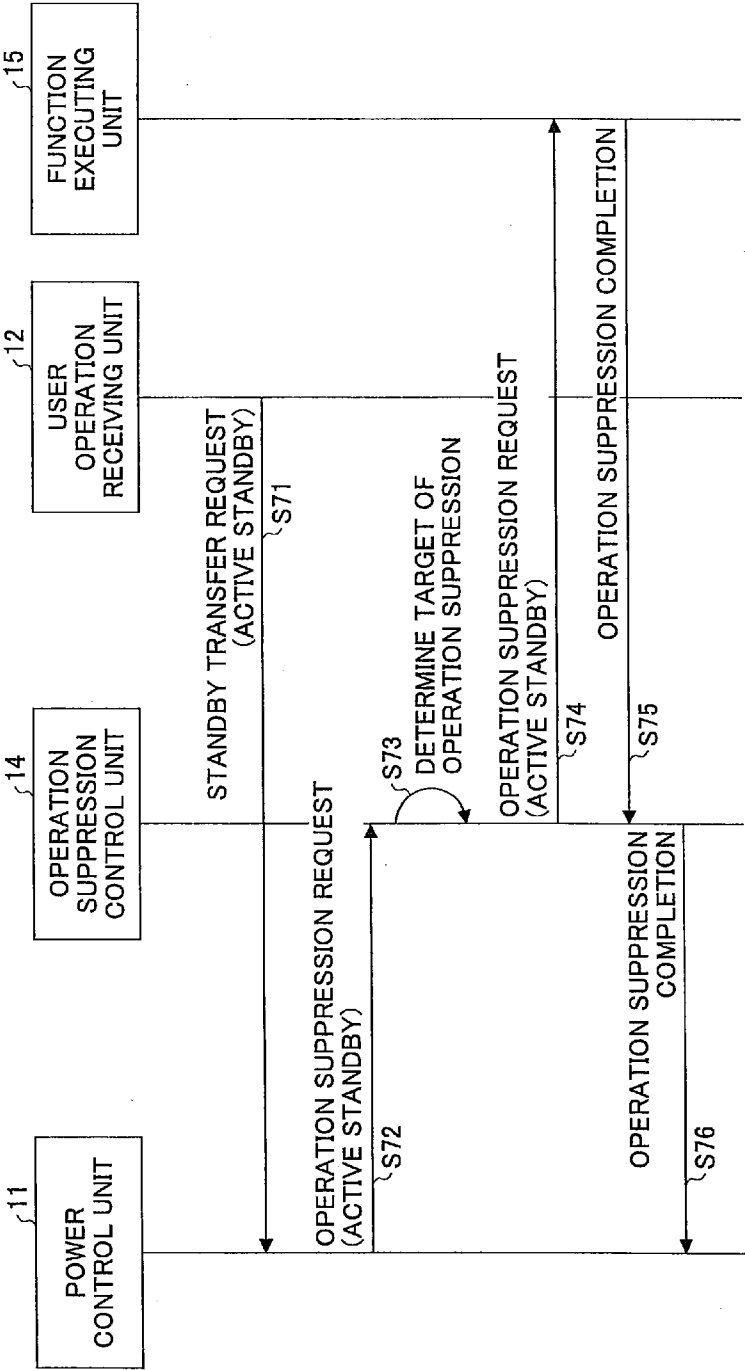 11
POWER
CONTROL UNIT
14
OPERATION
SUPPRESSION
CONTROL UNIT
12
USER
OPERATION
RECEIVING UNIT
15
FUNCTION
EXECUTING
UNIT
STANDBY TRANSFER REQUEST
(ACTIVE STANDBY)
S71
OPERATION SUPPRESSION REQUEST
(ACTIVE STANDBY)
S72
S73
DETERMINE TARGET OF
OPERATION SUPPRESSION
OPERATION SUPPRESSION REQUEST
(ACTIVE STANDBY)
S74
OPERATION SUPPRESSION COMPLETION
S75
OPERATION SUPPRESSION
COMPLETION
S76